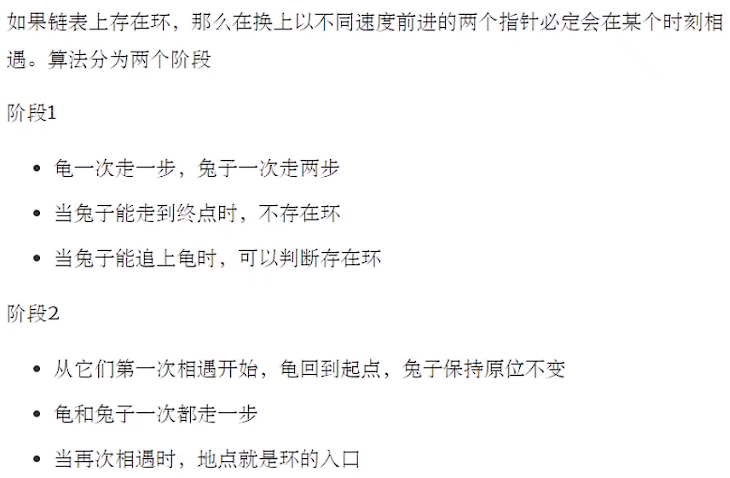 如果链表上存在环，那么在换上以不同速度前进的两个指针必定会在某个时刻相
遇。算法分为两个阶段
阶段1
• 龟一次走一步，兔子一次走两步
• 当兔子能走到终点时，不存在环
• 当兔子能追上龟时，可以判断存在环
阶段2
• 从它们第一次相遇开始，龟回到起点，兔子保持原位不变
• 龟和兔子一次都走一步
• 当再次相遇时，地点就是环的入口